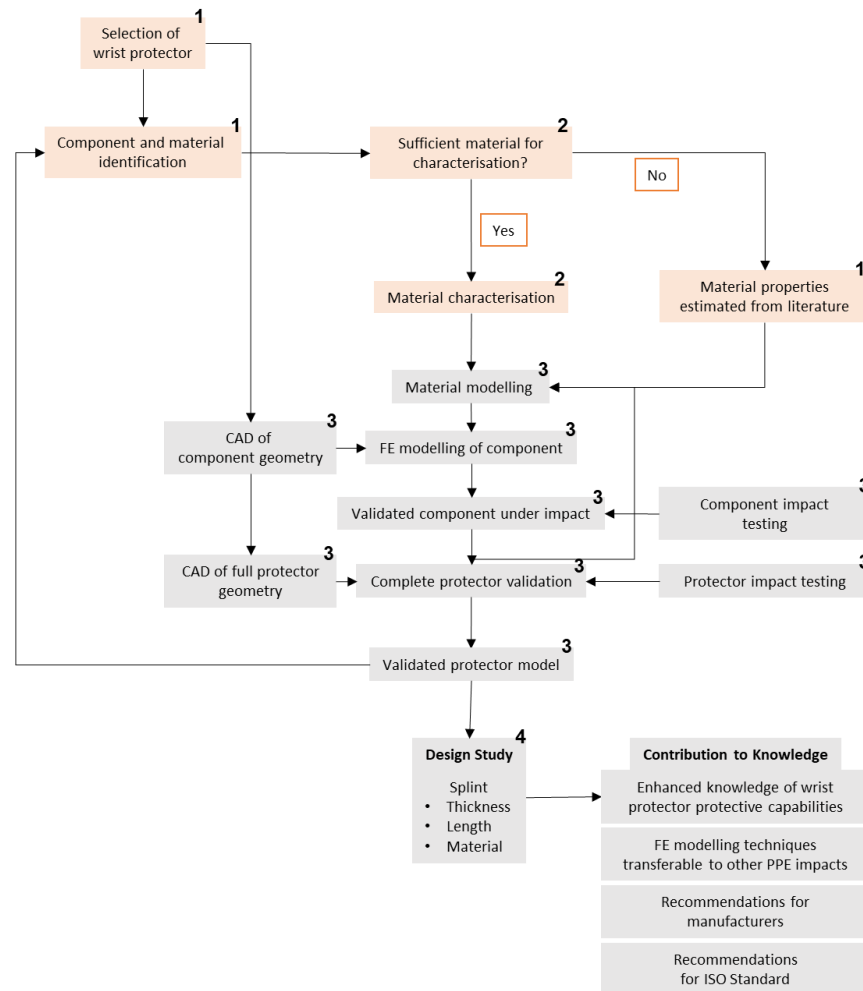 1
Selection of
wrist protector
1
Component and material
identification
2
Sufficient material for
characterisation?
No
Yes
2
Material characterisation
1
Material properties
estimated from literature
3
Material modelling
3
CAD of
component geometry
3
FE modelling of component
3
Validated component under impact
3
Component impact
testing
3
CAD of full protector
geometry
3
Complete protector validation
3
Protector impact testing
3
Validated protector model
4
Design Study
Splint
• Thickness
• Length
• Material
Contribution to Knowledge
Enhanced knowledge of wrist
protector protective capabilities
FE modelling techniques
transferable to other PPE impacts
Recommendations for
manufacturers
Recommendations
for ISO Standard